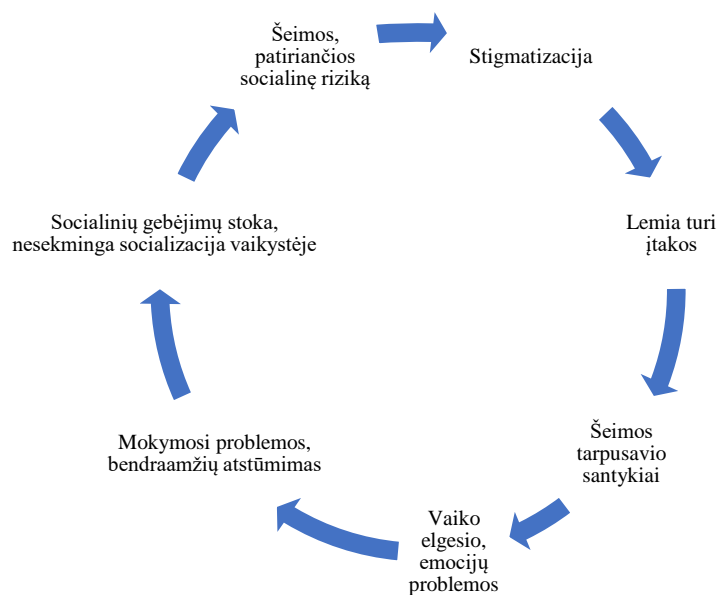 Šeimos,
patiriančios
socialinę riziką
Stigmatizacija
Lemia turi
įtakos
Šeimos
tarpusavio
santykiai
Vaiko
elgesio,
emocijų
problemos
Mokymosi problemos,
bendraamžių atstūmimas
Socialinių gebėjimų stoka,
nesekminga socializacija vaikystėje